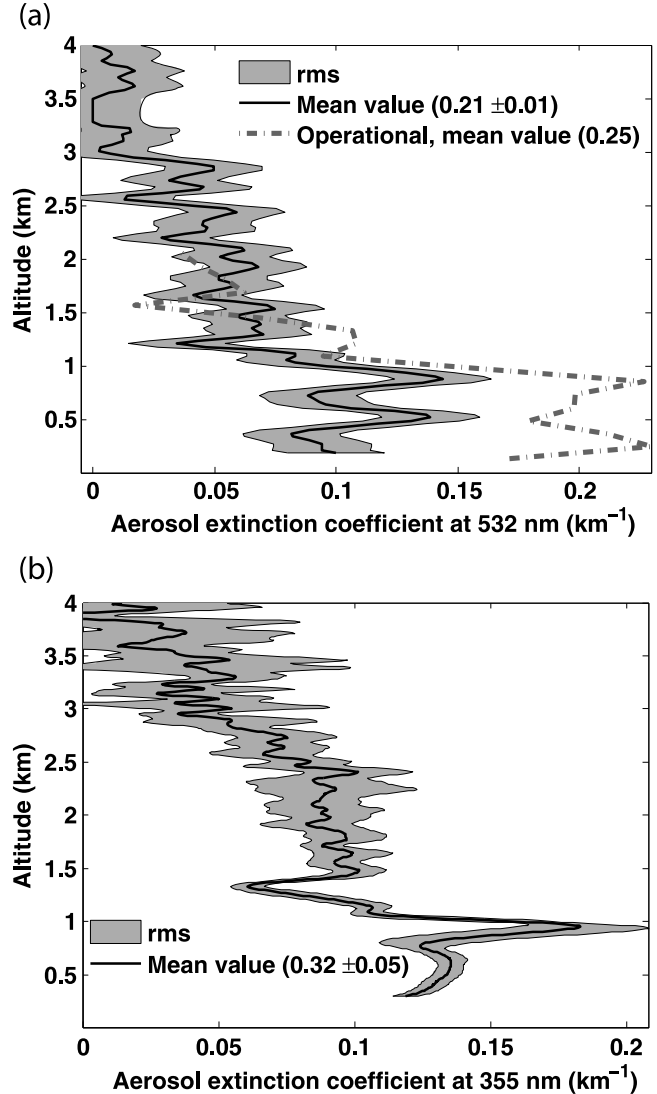 (a)
rms
Mean value (0.21 ±0.01)
Operational, mean value (0.25)
4
3.5
3
2.5
2
1.5
1
0.5
Altitude (km)
0 0.05 0.1 0.15 0.2
Aerosol extinction coefficient at 532 nm (km⁻¹)
(b)
4
3.5
3
2.5
2
1.5
1
0.5
Altitude (km)
rms
Mean value (0.32 ±0.05)
0 0.05 0.1 0.15 0.2
Aerosol extinction coefficient at 355 nm (km⁻¹)